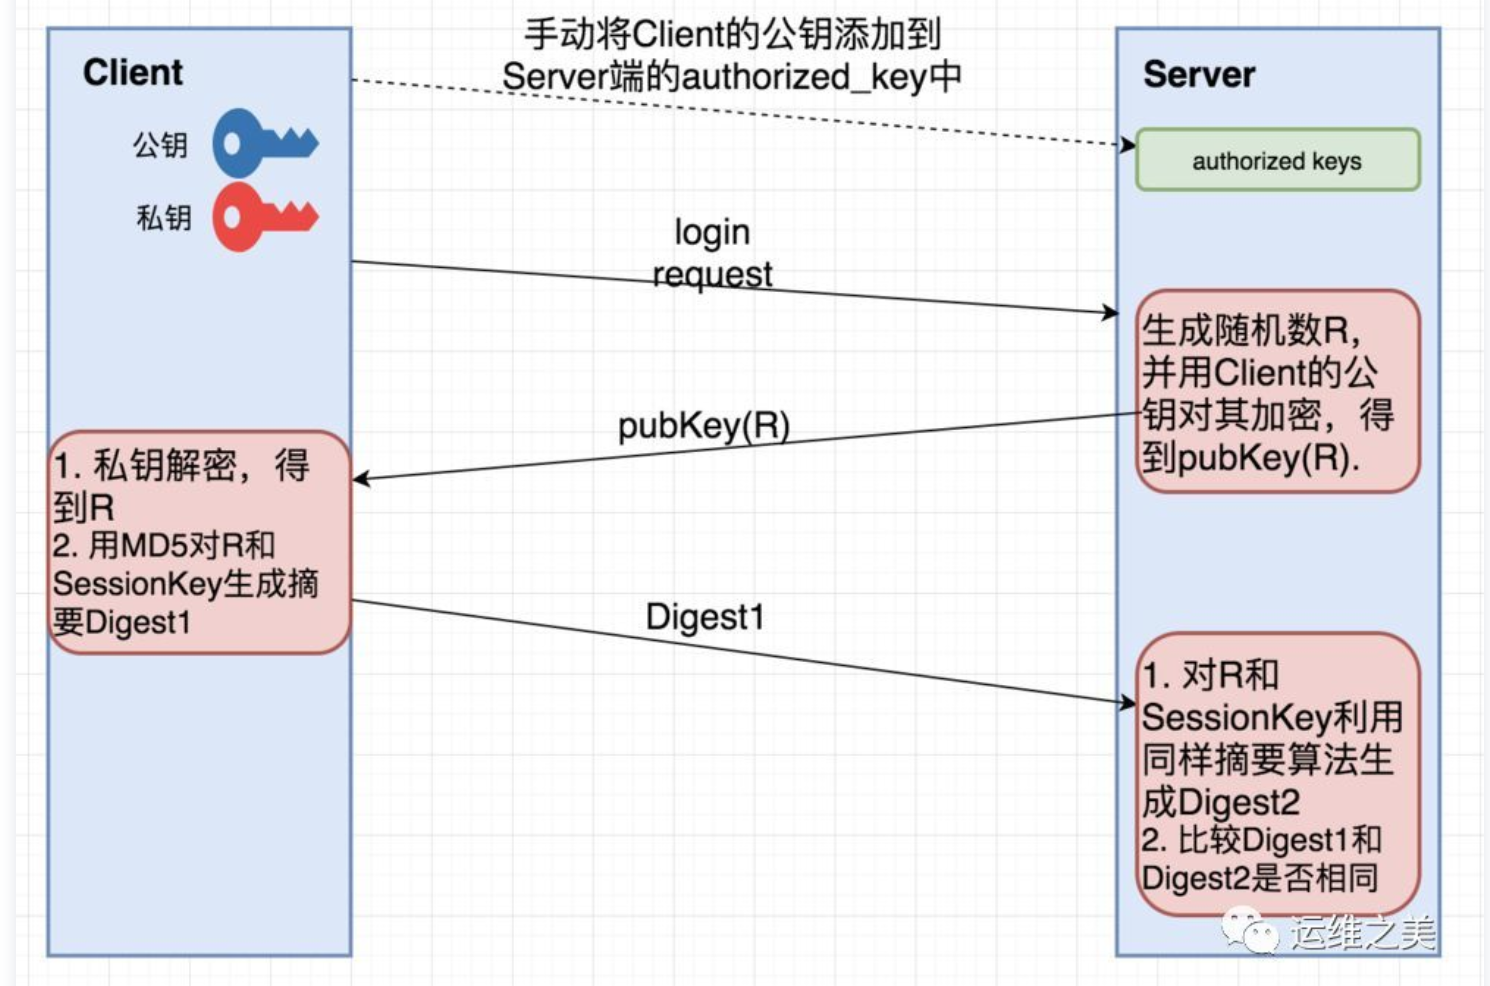 手动将Client的公钥添加到
Server端的authorized_key中
Client
Server
公钥
authorized keys
私钥
login
request
生成随机数R,
并用Client的公
钥对其加密，得
到pubKey(R).
pubKey(R)
1. 私钥解密，得
到R
2. 用MD5对R和
SessionKey生成摘
要Digest1
Digest1
1. 对R和
SessionKey利用
同样摘要算法生
成Digest2
2. 比较Digest1和
Digest2是否相同
运维之美